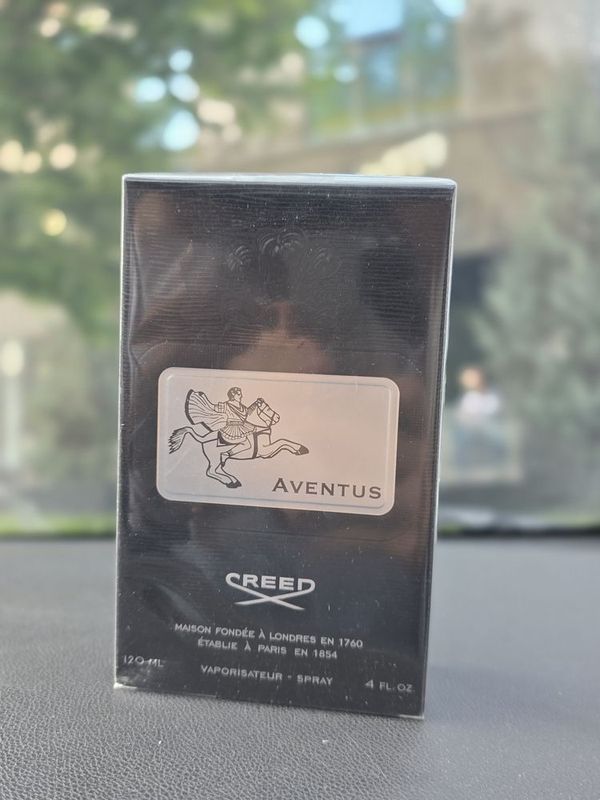 AVENTUS
CREED
MAISON FONDÉE À LONDRES EN 1760
ÉTABLIE À PARIS EN 1854
120 ML
VAPORISATEUR - SPRAY
4 FL. OZ.